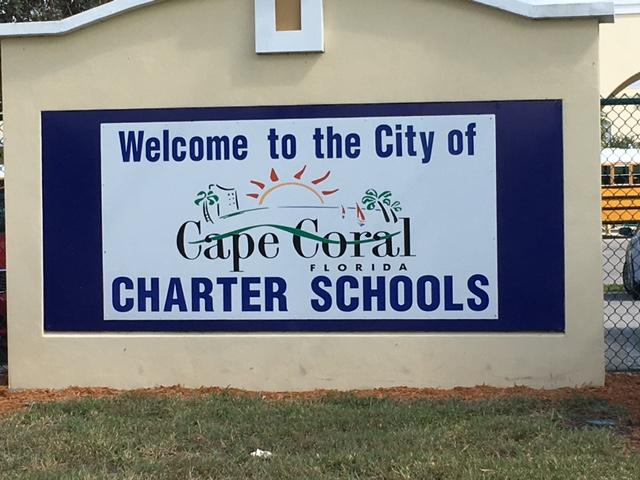 Welcome to the City of
Cape Coral
FLORIDA
CHARTER SCHOOLS